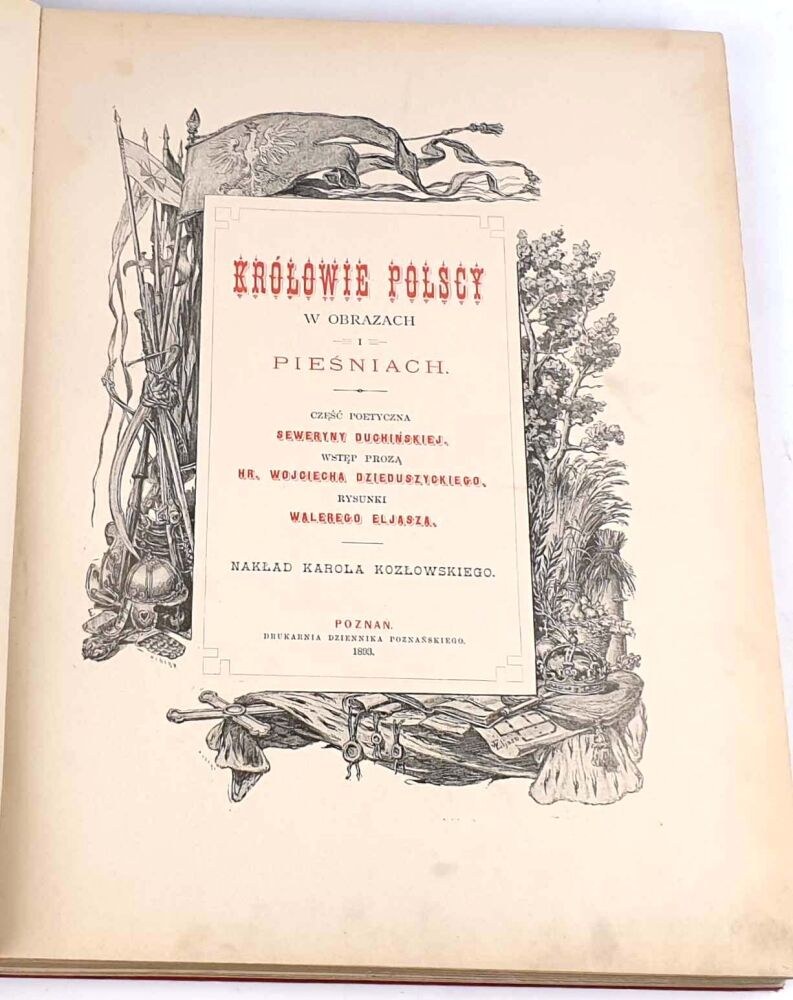 KRÓLOWIE POLSCY
W OBRAZACH
I
PIEŚNIACH.
CZĘŚĆ POETYCZNA
SEWERYNY DUCHIŃSKIEJ,
WSTĘP PROZĄ
HR. WOJCIECHA DZIEDUSZYCKIEGO,
RYSUNKI
WALEREGO ELJASZA.
NAKŁAD KAROLA KOZŁOWSKIEGO.
POZNAN.
DRUKARNIA DZIENNIKA POZNAŃSKIEGO.
1893.